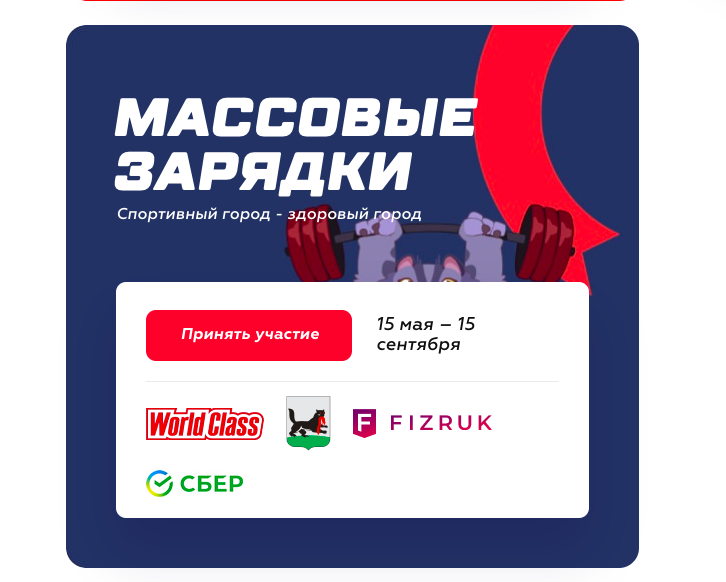 МАССОВЫЕ
ЗАРЯДКИ
Спортивный город - здоровый город
Принять участие
15 мая – 15
сентября
World Class
FIZRUK
СБЕР